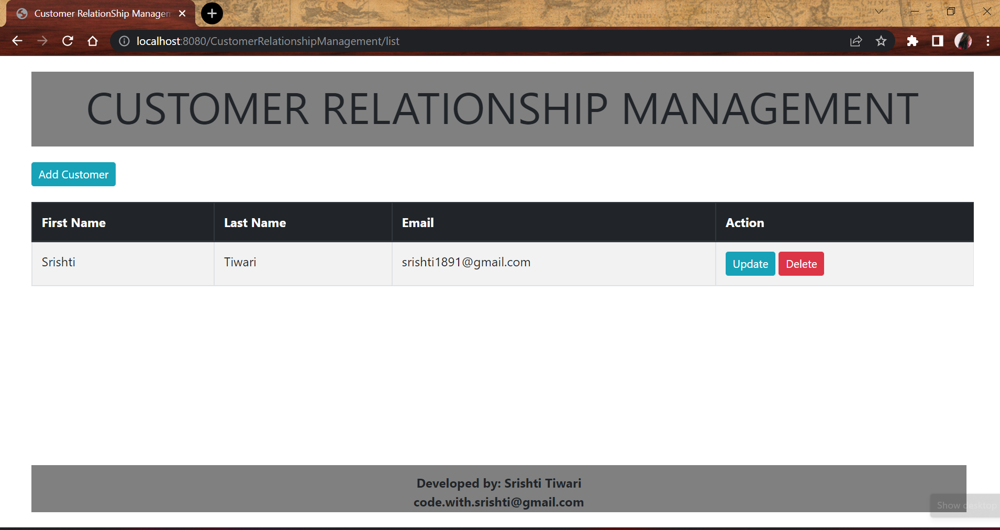 Customer RelationShip Managem
localhost:8080/CustomerRelationshipManagement/list
CUSTOMER RELATIONSHIP MANAGEMENT
Add Customer
First Name Last Name Email Action
Srishti Tiwari srishti1891@gmail.com Update Delete
Developed by: Srishti Tiwari
code.with.srishti@gmail.com
Show desktop